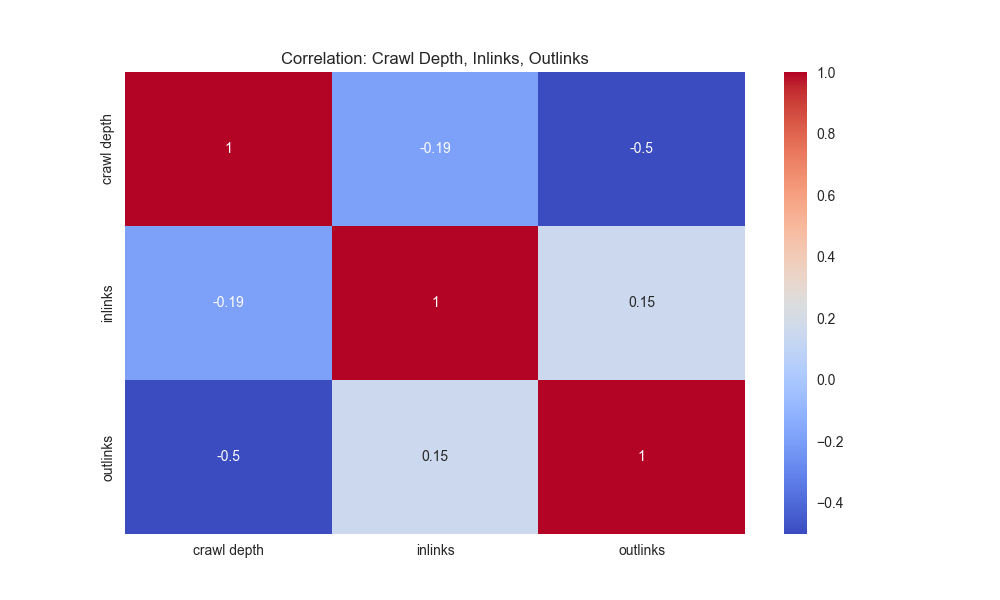 Correlation: Crawl Depth, Inlinks, Outlinks
crawl depth
1
-0.19
-0.5
inlinks
-0.19
1
0.15
outlinks
-0.5
0.15
1
crawl depth
inlinks
outlinks
1.0
0.8
0.6
0.4
0.2
0.0
−0.2
−0.4